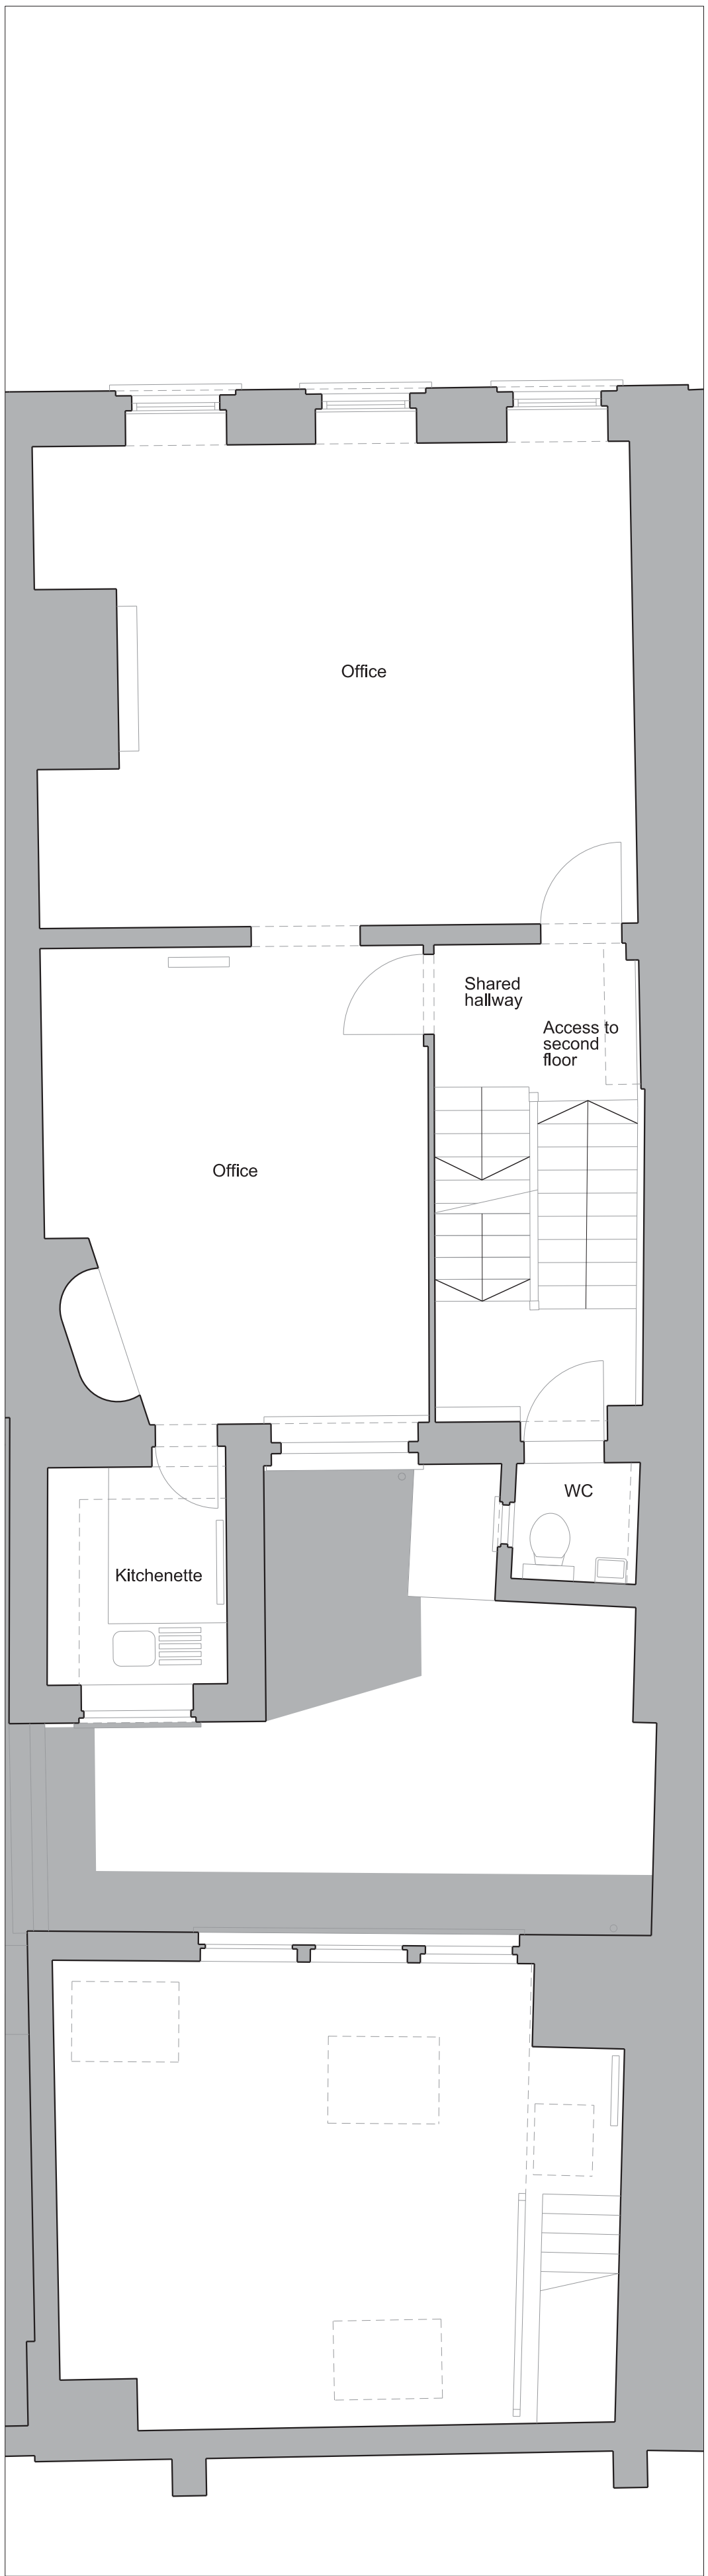 Office
Shared
hallway
Access to
second
floor
Office
WC
Kitchenette